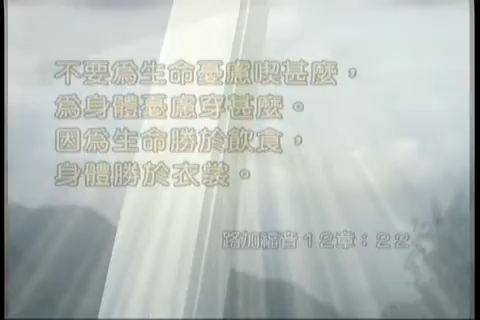 不要為生命憂慮喫甚麼，
為身體憂慮穿甚麼。
因為生命勝於飲食，
身體勝於衣裳。
路加福音１２章：２２